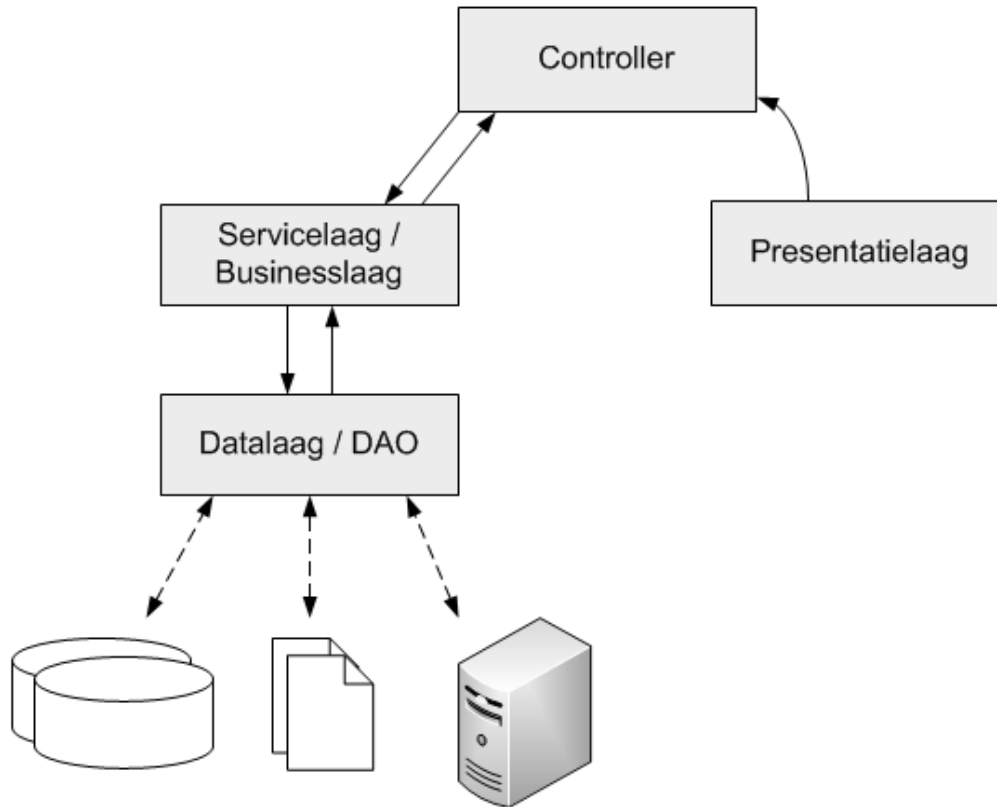 Controller
Servicelaag /
Businesslaag
Presentatielaag
Datalaag / DAO